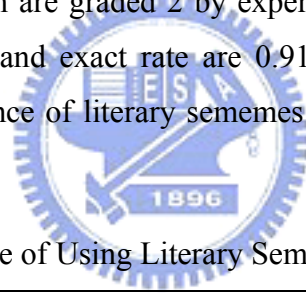 n are graded 2 by exper
and exact rate are 0.91
nce of literary sememes
E S A
1896
e of Using Literary Sem